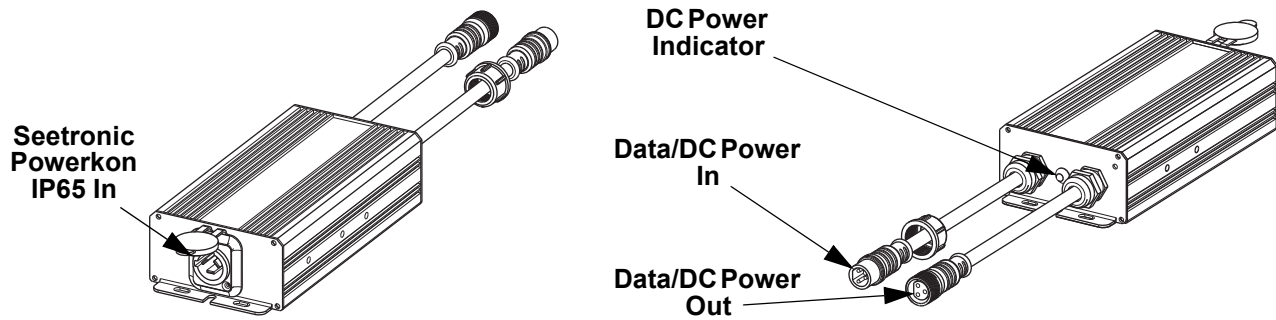 Seetronic
Powerkon
IP65 In
DC Power
Indicator
Data/DC Power
In
Data/DC Power
Out